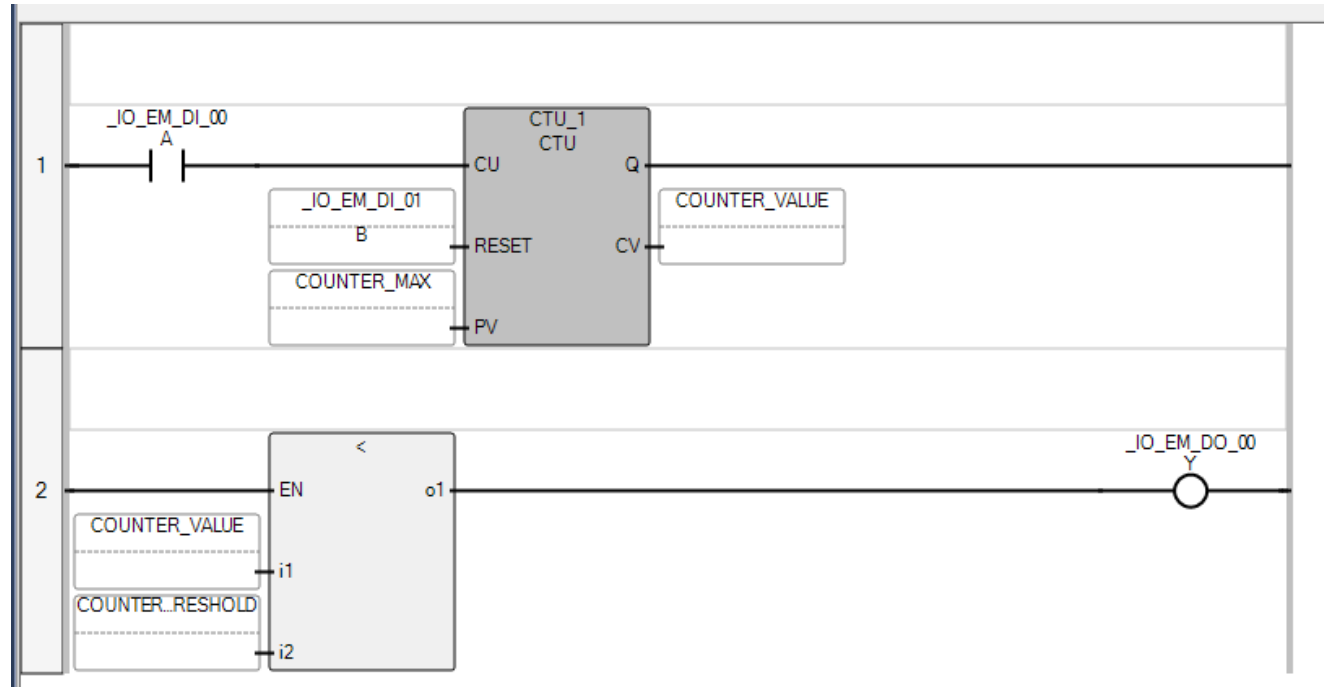 1
_IO_EM_DI_00
A
CTU_1
CTU
CU
Q
_IO_EM_DI_01
B
RESET
CV
COUNTER_VALUE
COUNTER_MAX
PV
2
<
EN
o1
_IO_EM_DO_00
Y
COUNTER_VALUE
i1
COUNTER...RESHOLD
i2